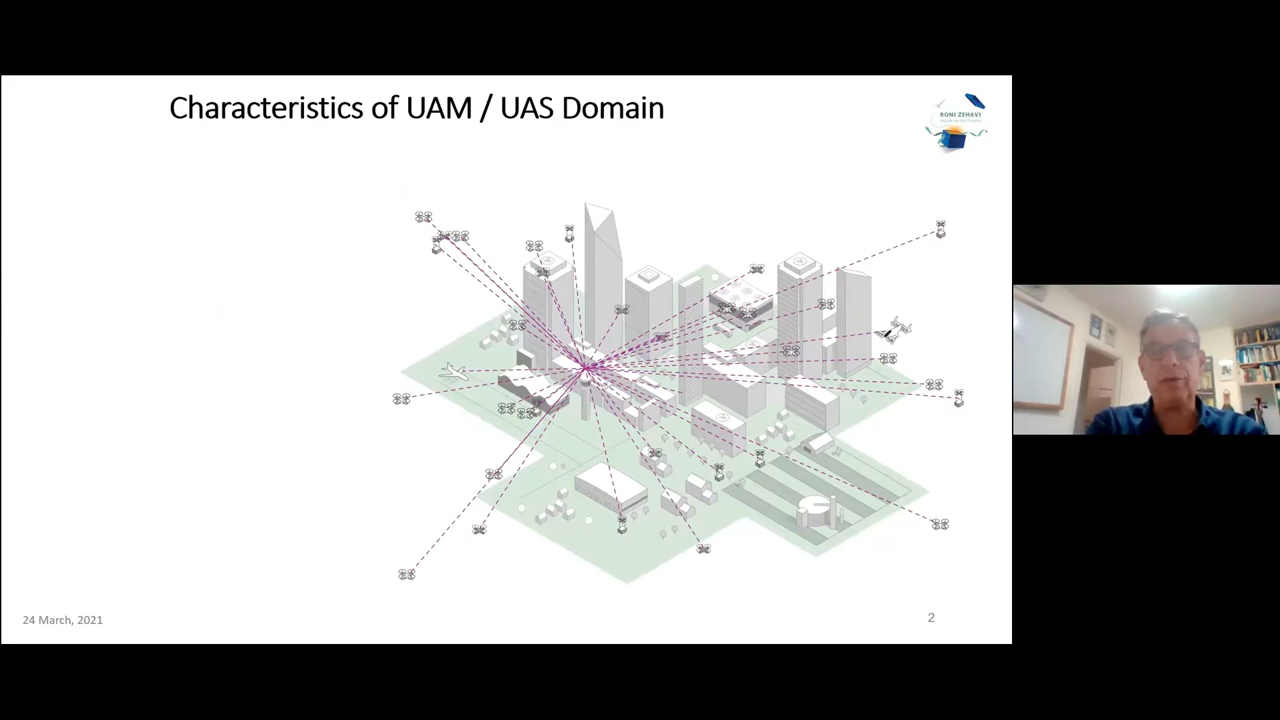 Characteristics of UAM / UAS Domain
RONI ZEHAVI
24 March, 2021
2